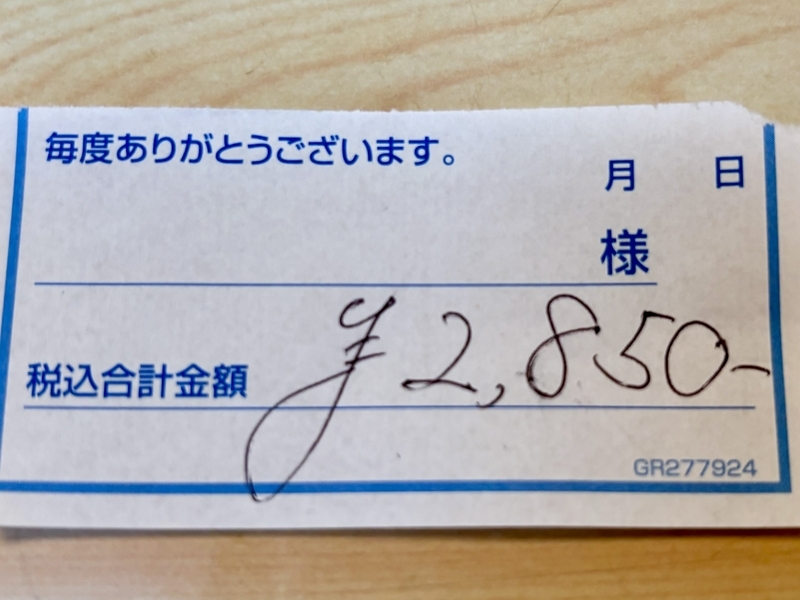 毎度ありがとうございます。
月 日
様
税込合計金額 ¥2,850-
GR277924